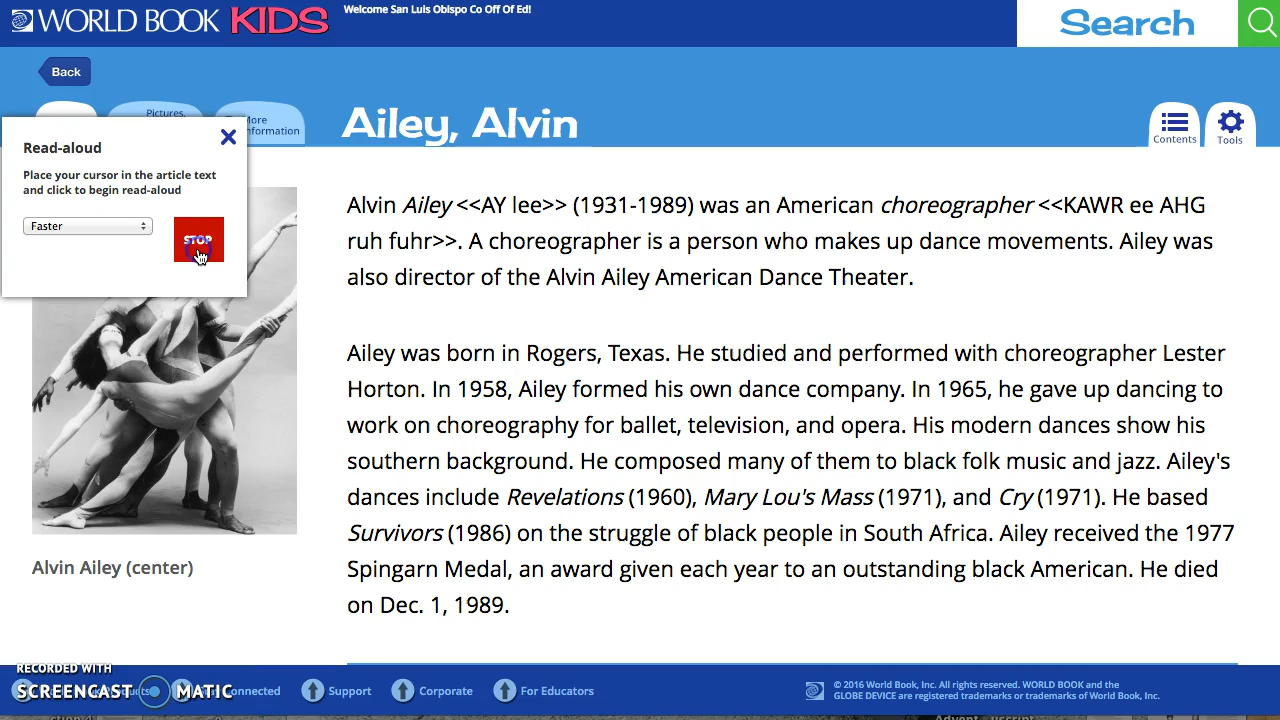 WORLD BOOK KIDS
Welcome San Luis Obispo Co Off Of Ed!
Search
Back
Pictures,
More
Information
Ailey, Alvin
Contents
Tools
Read-aloud
Place your cursor in the article text
and click to begin read-aloud
Faster
STOP
Alvin Ailey <<AY lee>> (1931-1989) was an American choreographer <<KAWR ee AHG
ruh fuhr>>. A choreographer is a person who makes up dance movements. Ailey was
also director of the Alvin Ailey American Dance Theater.
Ailey was born in Rogers, Texas. He studied and performed with choreographer Lester
Horton. In 1958, Ailey formed his own dance company. In 1965, he gave up dancing to
work on choreography for ballet, television, and opera. His modern dances show his
southern background. He composed many of them to black folk music and jazz. Ailey's
dances include Revelations (1960), Mary Lou's Mass (1971), and Cry (1971). He based
Survivors (1986) on the struggle of black people in South Africa. Ailey received the 1977
Spingarn Medal, an award given each year to an outstanding black American. He died
on Dec. 1, 1989.
Alvin Ailey (center)
RECORDED WITH
SCREENCAST MATIC
Support
Corporate
For Educators
© 2016 World Book, Inc. All rights reserved. WORLD BOOK and the
GLOBE DEVICE are registered trademarks or trademarks of World Book, Inc.